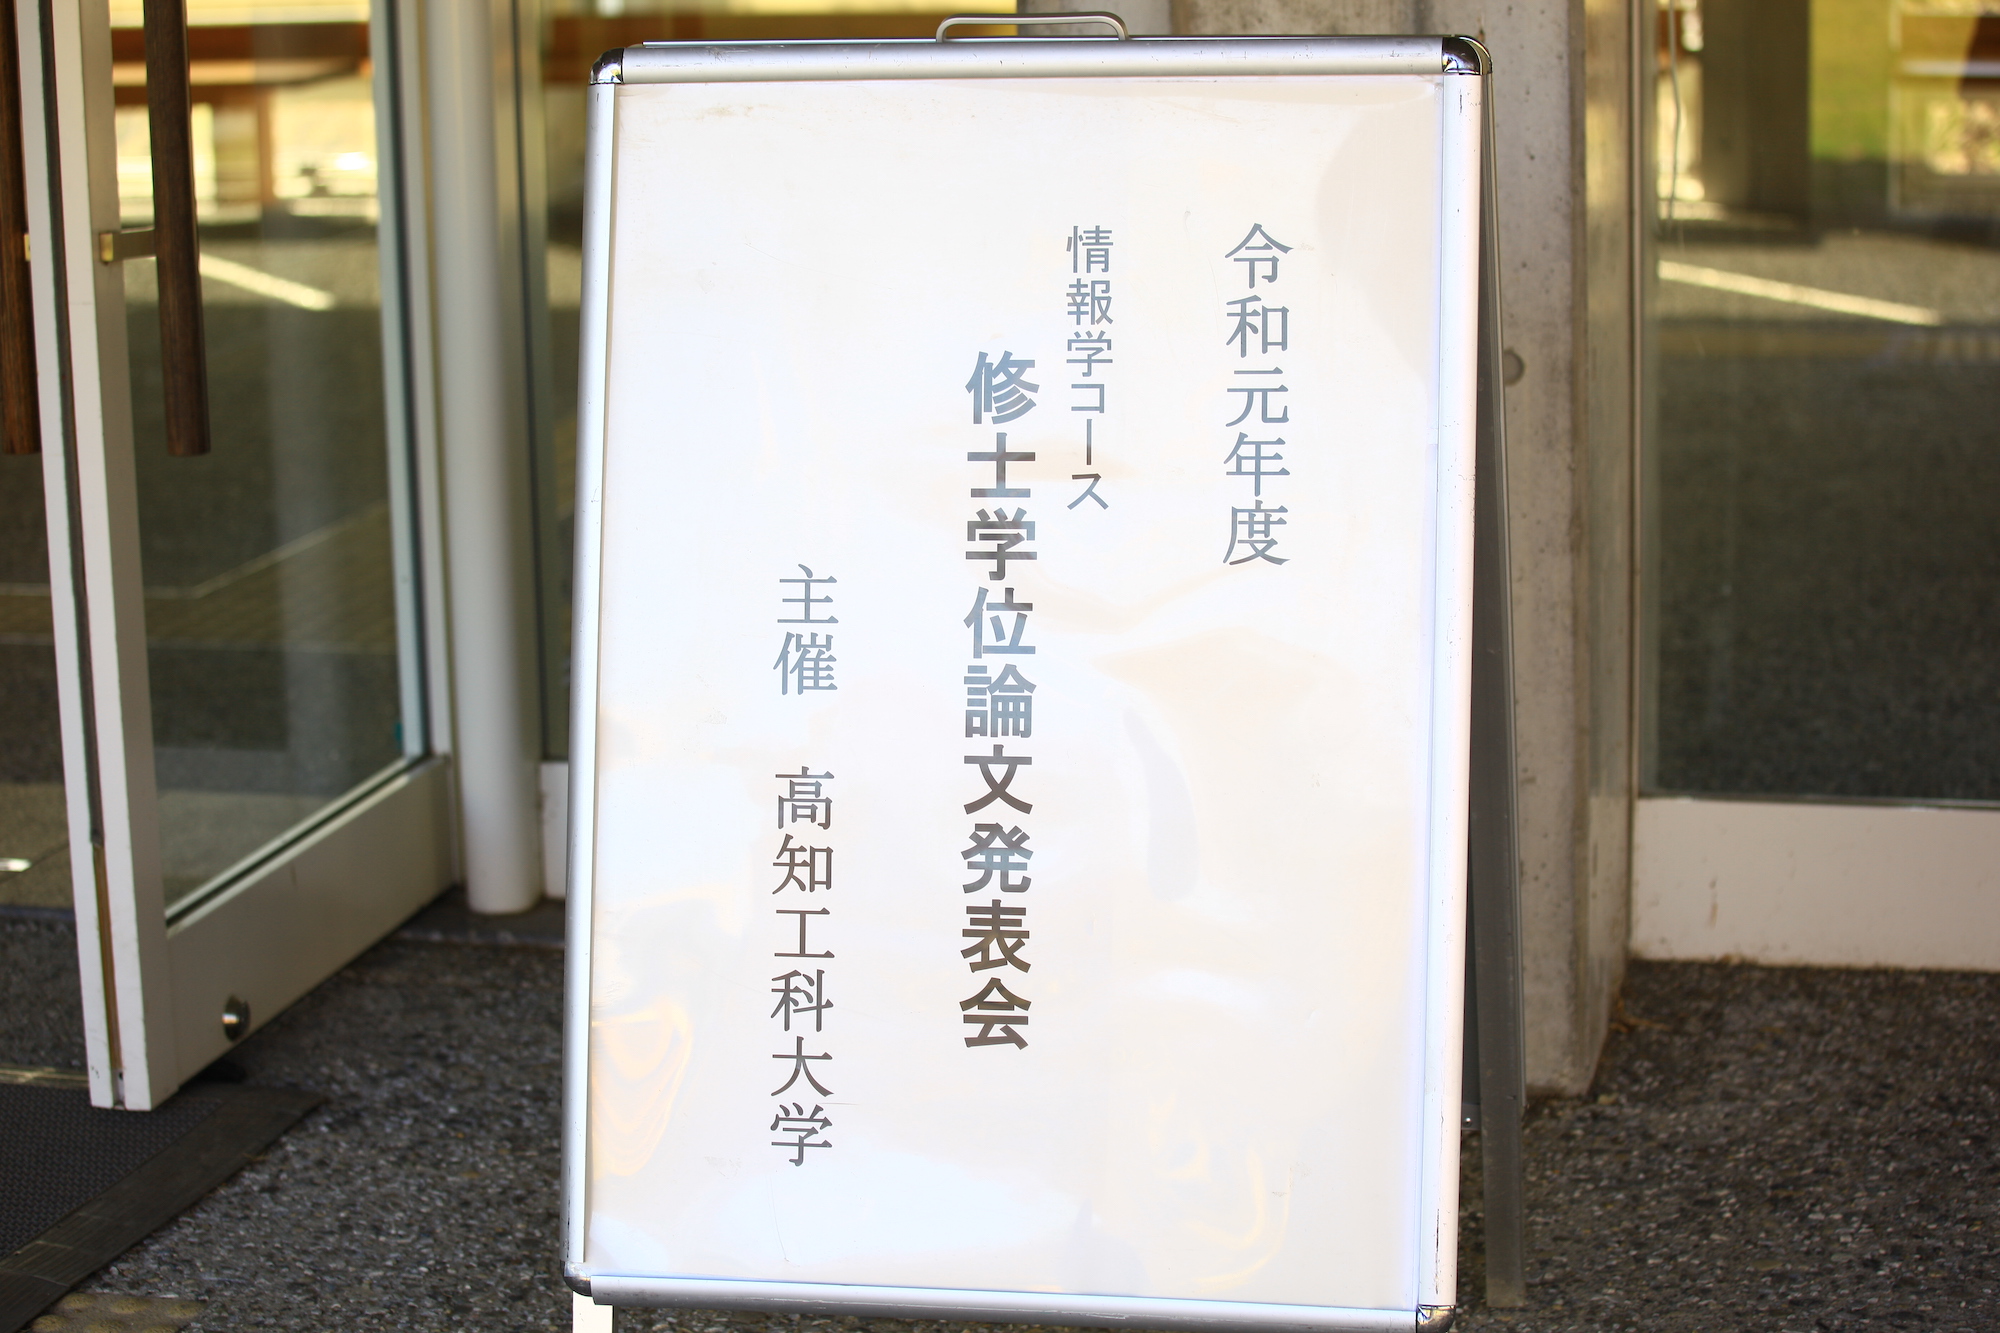 令和元年度
情報学コース
修士学位論文発表会
主催 高知工科大学